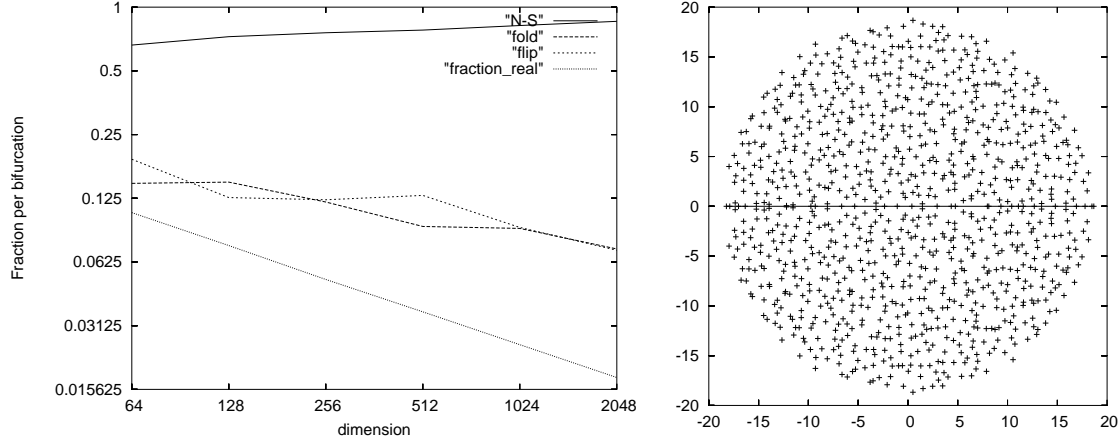 1
0.5
0.25
0.125
0.0625
0.03125
0.015625
Fraction per bifurcation
"N-S"
"fold"
"flip"
"fraction_real"
64 128 256 512 1024 2048
dimension
20
15
10
5
0
-5
-10
-15
-20
-20 -15 -10 -5 0 5 10 15 20